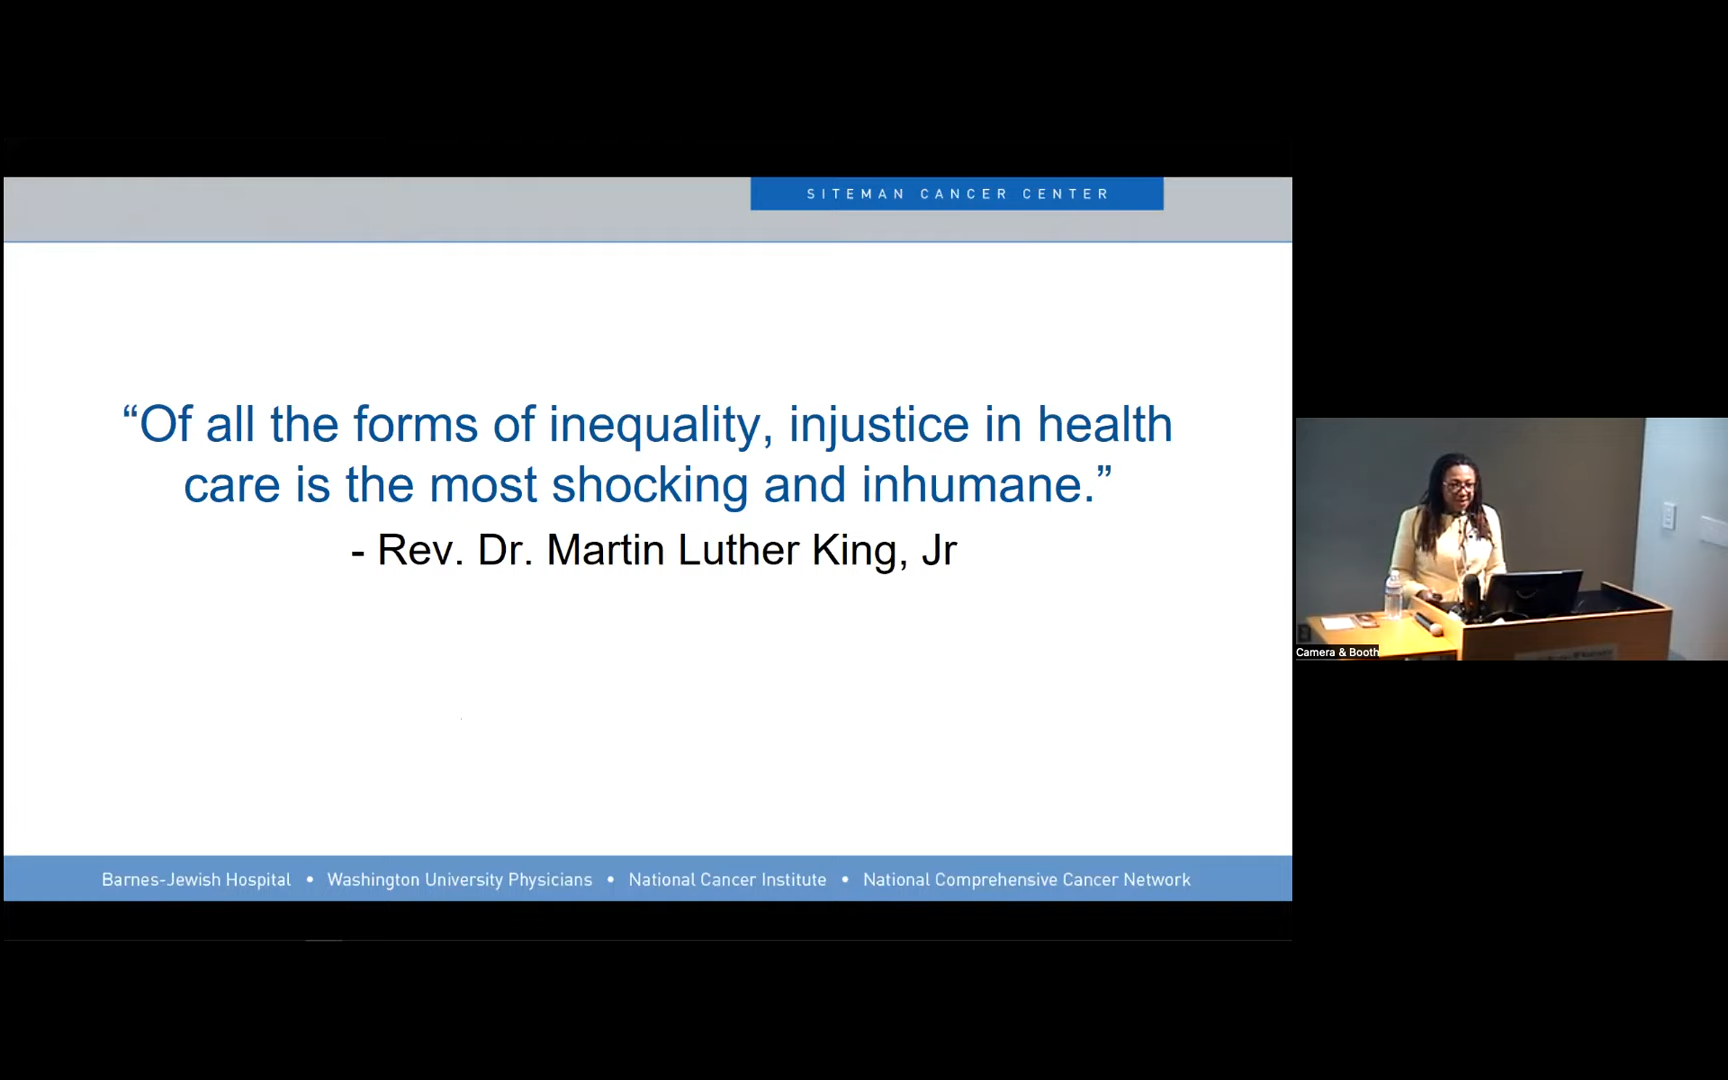 SITEMAN CANCER CENTER
“Of all the forms of inequality, injustice in health
care is the most shocking and inhumane.”
- Rev. Dr. Martin Luther King, Jr
Camera & Booth
Barnes-Jewish Hospital • Washington University Physicians • National Cancer Institute • National Comprehensive Cancer Network